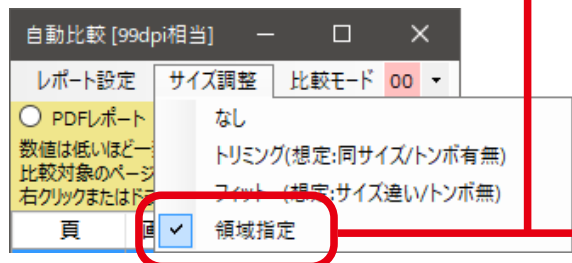 自動比較 [99dpi相当]
レポート設定 サイズ調整 比較モード 00
PDFレポート
なし
数値は低いほど一
トリミング(想定:同サイズ/トンボ有無)
比較対象のページ
フィット (想定:サイズ違い/トンボ無)
右クリックまたはド
頁
領域指定